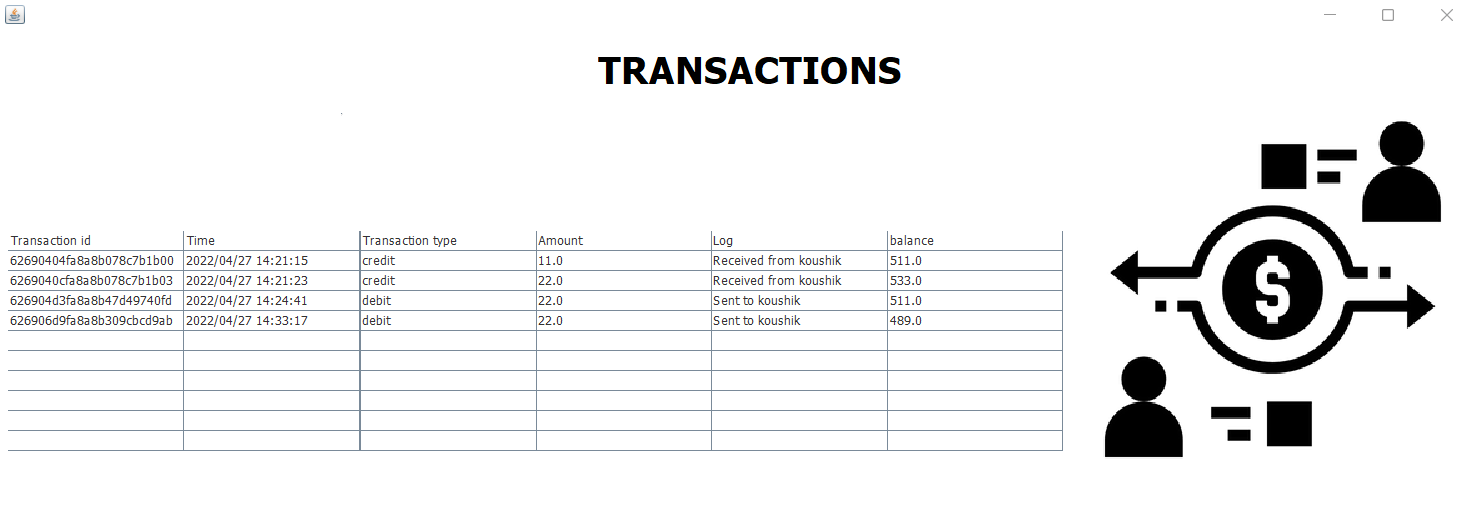 TRANSACTIONS
Transaction id Time Transaction type Amount Log balance
62690404fa8a8b078c7b1b00 2022/04/27 14:21:15 credit 11.0 Received from koushik 511.0
6269040cfa8a8b078c7b1b03 2022/04/27 14:21:23 credit 22.0 Received from koushik 533.0
626904d3fa8a8b47d49740fd 2022/04/27 14:24:41 debit 22.0 Sent to koushik 511.0
626906d9fa8a8b309cbcd9ab 2022/04/27 14:33:17 debit 22.0 Sent to koushik 489.0
$